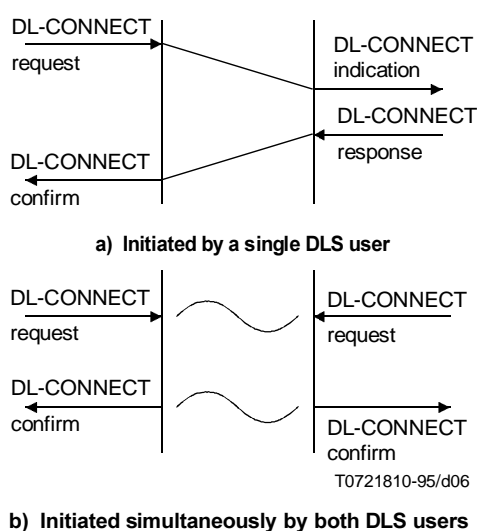 DL-CONNECT
request
DL-CONNECT
indication
DL-CONNECT
response
DL-CONNECT
confirm
a) Initiated by a single DLS user
DL-CONNECT
request
DL-CONNECT
request
DL-CONNECT
confirm
DL-CONNECT
confirm
T0721810-95/d06
b) Initiated simultaneously by both DLS users